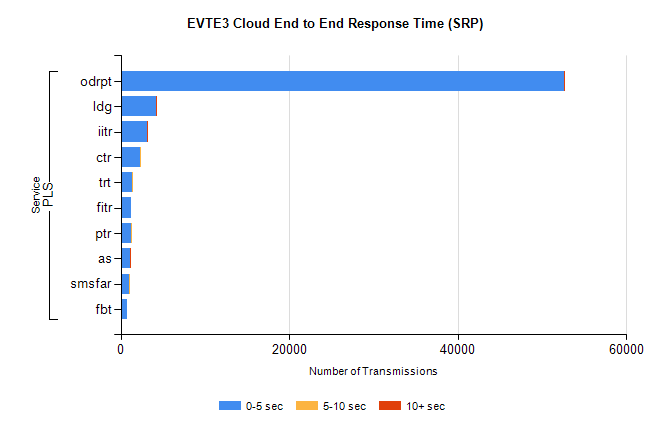 EVTE3 Cloud End to End Response Time (SRP)
Service
PLS
odrpt
ldg
iitr
ctr
trt
fitr
ptr
as
smsfar
fbt
0 20000 40000 60000
Number of Transmissions
0-5 sec 5-10 sec 10+ sec